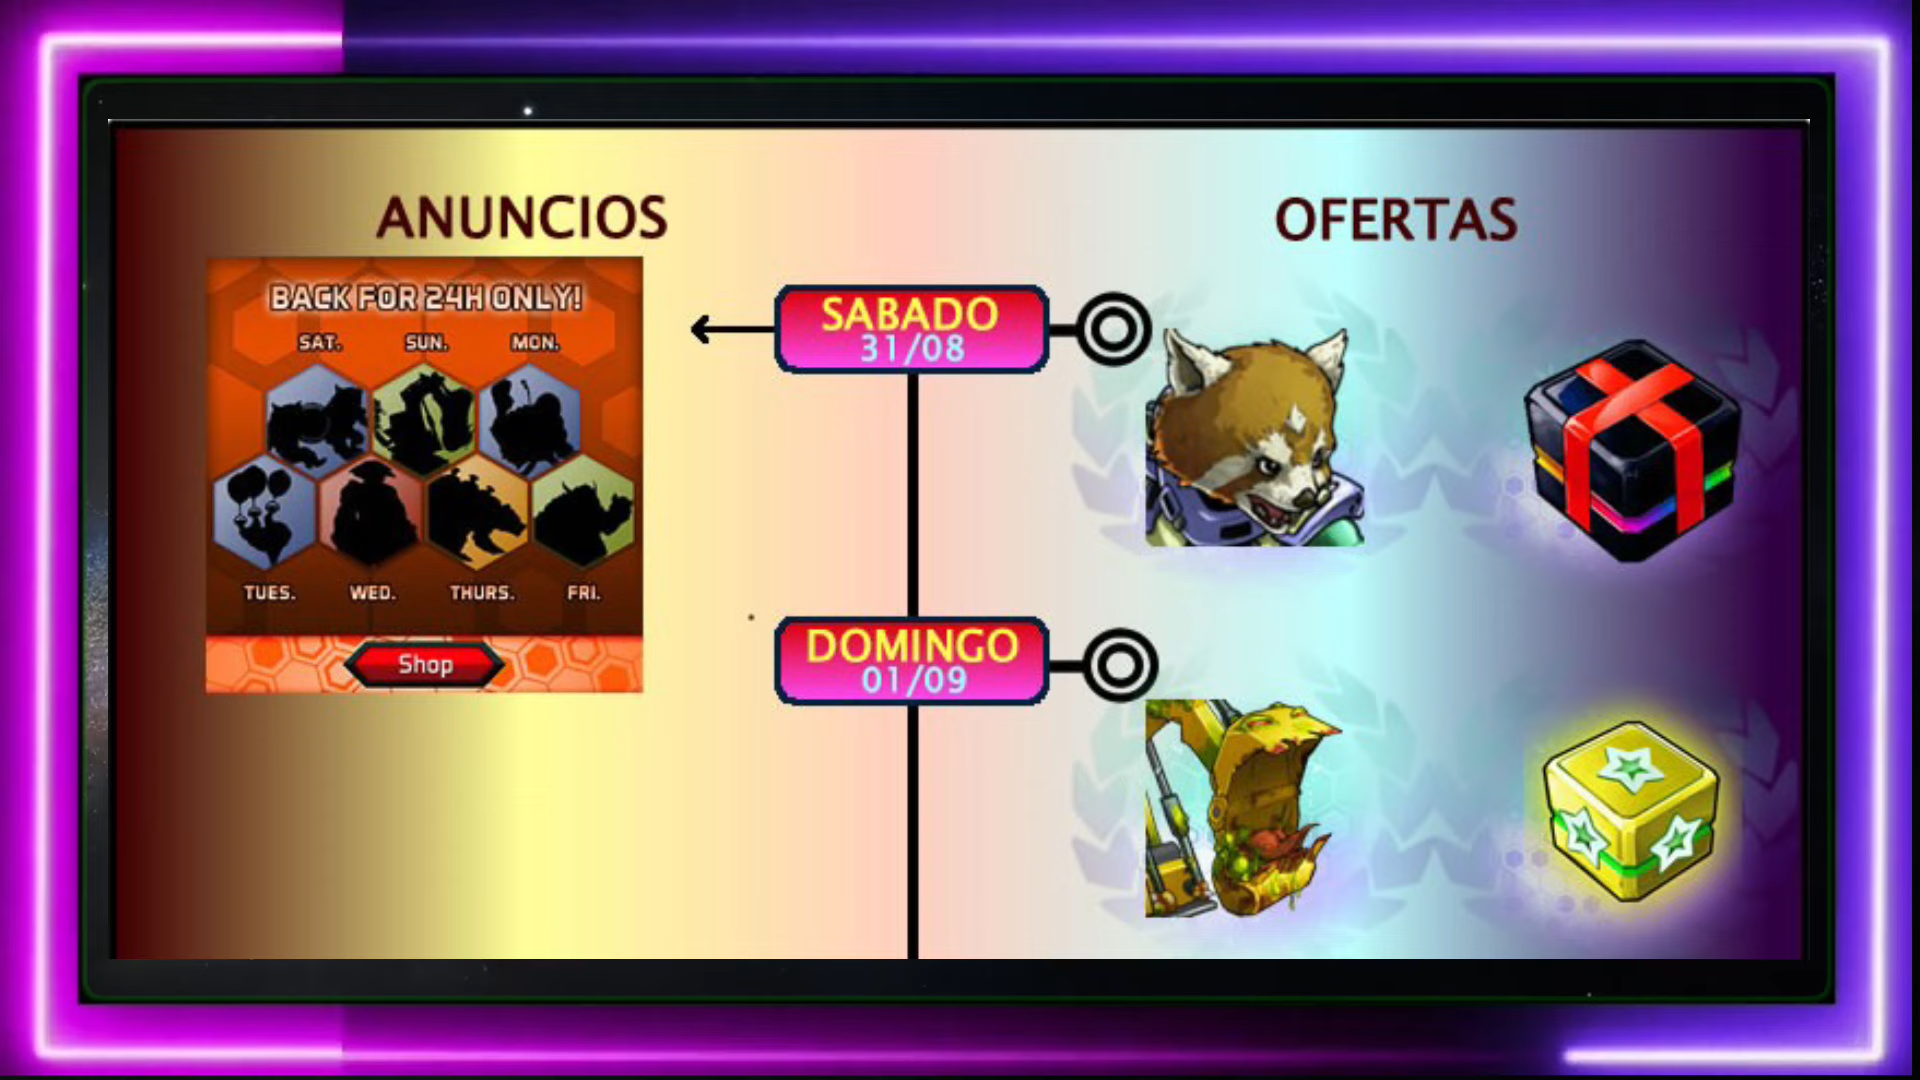 ANUNCIOS
OFERTAS
BACK FOR 24H ONLY!
SAT. SUN. MON.
TUES. WED. THURS. FRI.
Shop
SABADO
31/08
DOMINGO
01/09